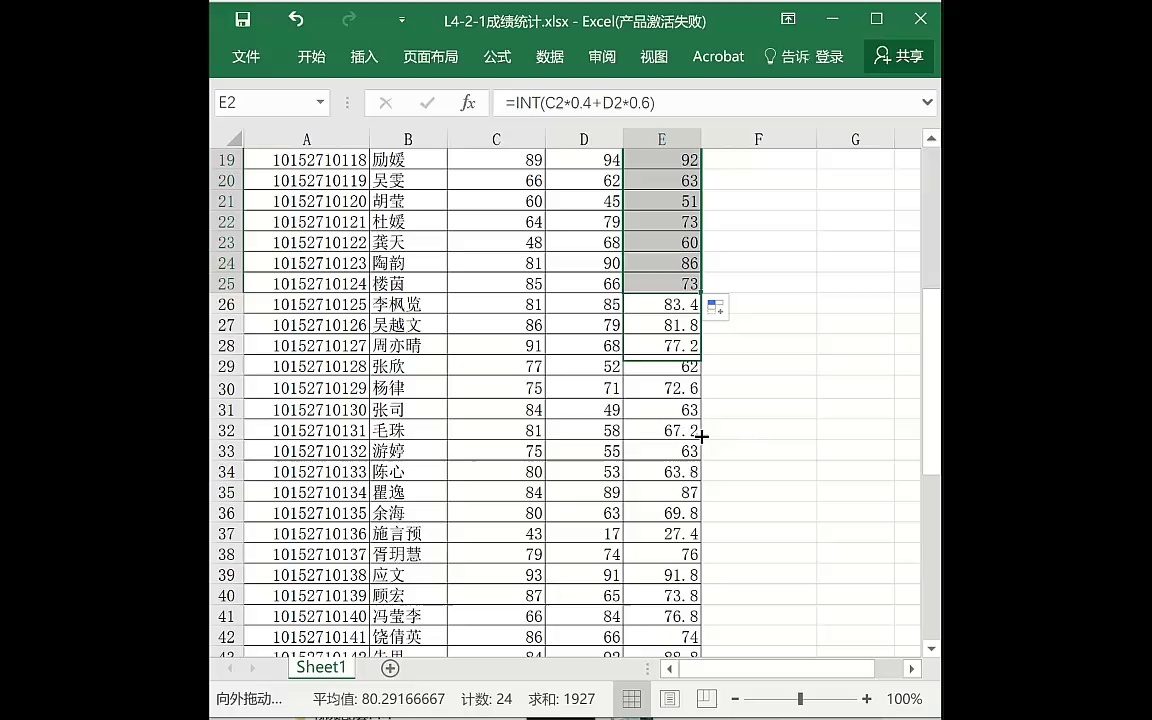 L4-2-1成绩统计.xlsx - Excel(产品激活失败)
文件 开始 插入 页面布局 公式 数据 审阅 视图 Acrobat 告诉 登录 共享
E2 fx =INT(C2*0.4+D2*0.6)
A B C D E F G
19 10152710118 励媛 89 94 92
20 10152710119 吴雯 66 62 63
21 10152710120 胡莹 60 45 51
22 10152710121 杜媛 64 79 73
23 10152710122 龚天 48 68 60
24 10152710123 陶韵 81 90 86
25 10152710124 楼茵 85 66 73
26 10152710125 李枫览 81 85 83.4
27 10152710126 吴越文 86 79 81.8
28 10152710127 周亦晴 91 68 77.2
29 10152710128 张欣 77 52 62
30 10152710129 杨律 75 71 72.6
31 10152710130 张司 84 49 63
32 10152710131 毛珠 81 58 67.2
33 10152710132 游婷 75 55 63
34 10152710133 陈心 80 53 63.8
35 10152710134 瞿逸 84 89 87
36 10152710135 余海 80 63 69.8
37 10152710136 施言预 43 17 27.4
38 10152710137 胥玥慧 79 74 76
39 10152710138 应文 93 91 91.8
40 10152710139 顾宏 87 65 73.8
41 10152710140 冯莹李 66 84 76.8
42 10152710141 饶倩英 86 66 74
Sheet1
向外拖动... 平均值: 80.29166667 计数: 24 求和: 1927 100%